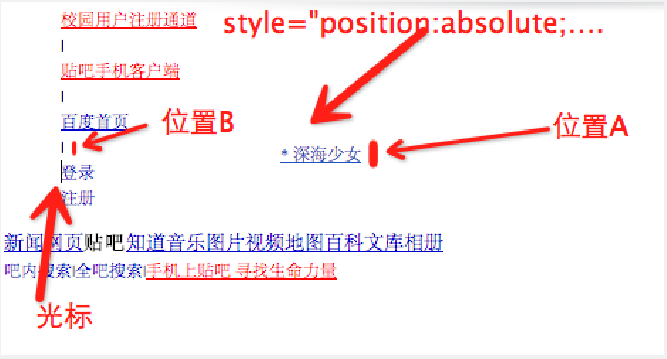 校园用户注册通道
style="position:absolute;....
|
贴吧手机客户端
|
百度首页
位置B
位置A
|
* 深海少女
登录
注册
新闻网页贴吧知道音乐图片视频地图百科文库相册
吧内搜索|全吧搜索|手机上贴吧 寻找生命力量
光标